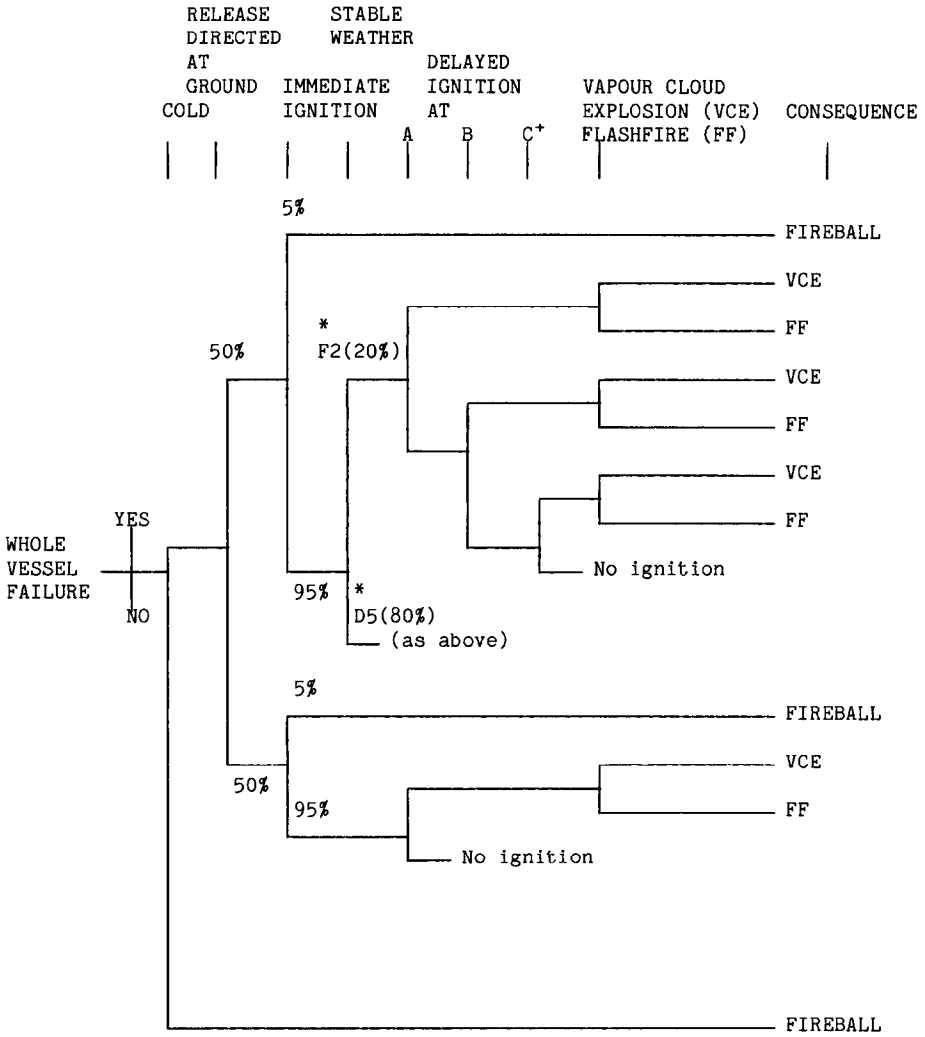 RELEASE
DIRECTED
AT
GROUND
COLD
IMMEDIATE
IGNITION
STABLE
WEATHER
DELAYED
IGNITION
AT
A B C+
VAPOUR CLOUD
EXPLOSION (VCE)
FLASHFIRE (FF)
CONSEQUENCE
5%
FIREBALL
VCE
*
F2(20%)
50%
FF
VCE
FF
VCE
YES
FF
WHOLE
VESSEL
FAILURE
No ignition
95%
*
D5(80%)
NO
(as above)
5%
FIREBALL
VCE
50%
95%
FF
No ignition
FIREBALL